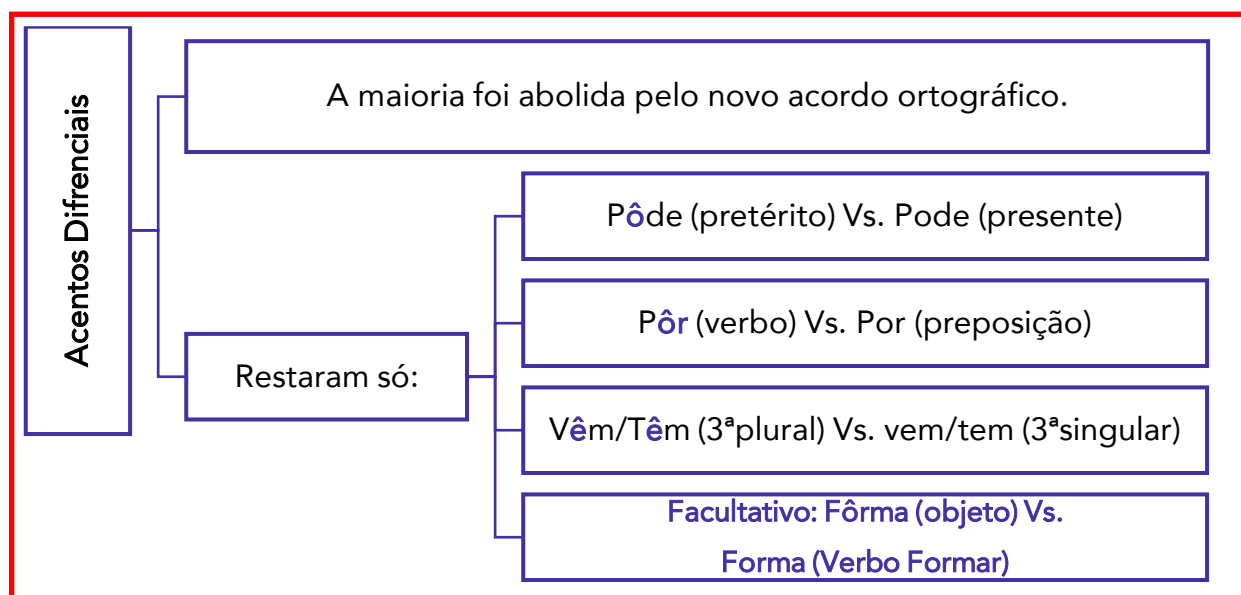 Acentos Difrenciais
A maioria foi abolida pelo novo acordo ortográfico.
Restaram só:
Pôde (pretérito) Vs. Pode (presente)
Pôr (verbo) Vs. Por (preposição)
Vêm/Têm (3ªplural) Vs. vem/tem (3ªsingular)
Facultativo: Fôrma (objeto) Vs.
Forma (Verbo Formar)